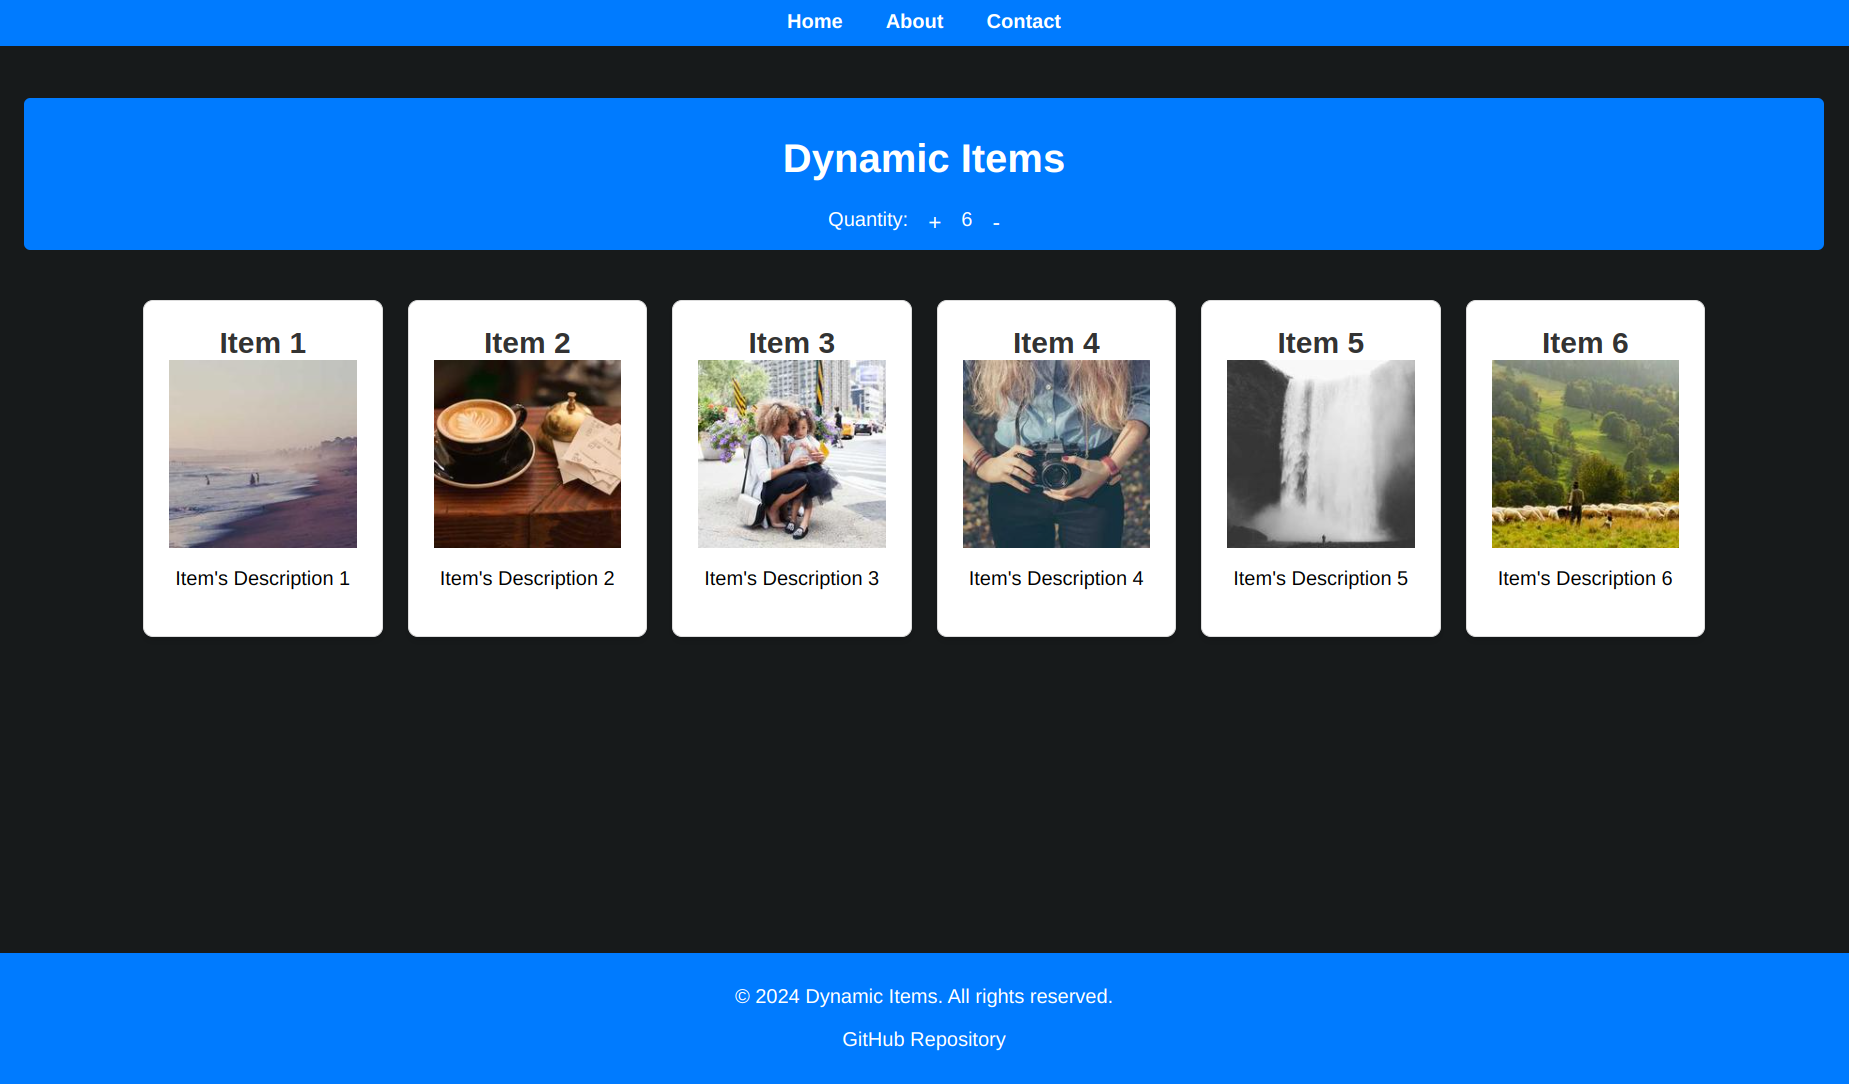 Home About Contact
Dynamic Items
Quantity: + 6 -
Item 1 Item 2 Item 3 Item 4 Item 5 Item 6
Item's Description 1 Item's Description 2 Item's Description 3 Item's Description 4 Item's Description 5 Item's Description 6
© 2024 Dynamic Items. All rights reserved.
GitHub Repository